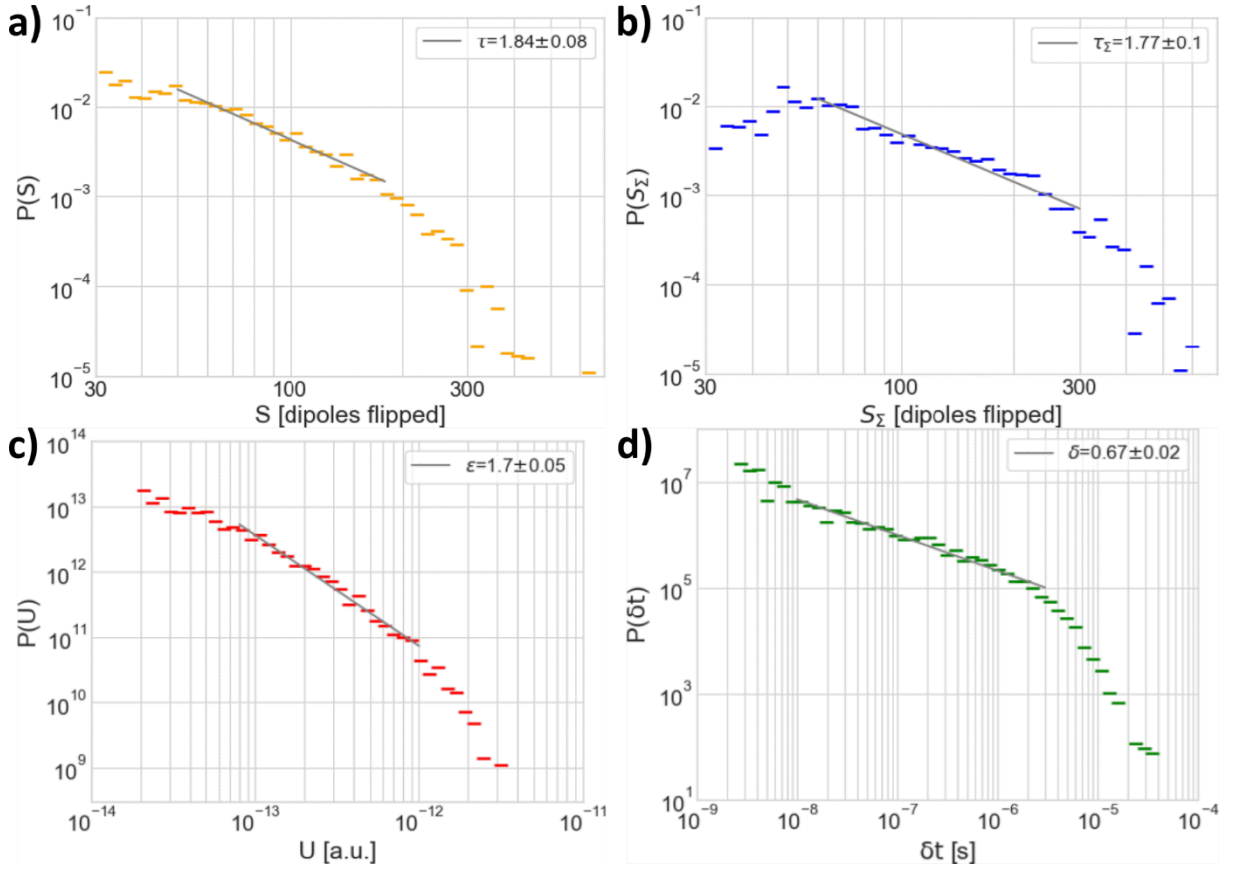 a)
10⁻¹
τ=1.84±0.08
10⁻²
10⁻³
10⁻⁴
10⁻⁵
P(S)
30
100
300
S [dipoles flipped]
b)
10⁻¹
τ_Σ=1.77±0.1
10⁻²
10⁻³
10⁻⁴
10⁻⁵
P(S_Σ)
30
100
300
S_Σ [dipoles flipped]
c)
10¹⁴
ε=1.7±0.05
10¹³
10¹²
10¹¹
10¹⁰
10⁹
P(U)
10⁻¹⁴
10⁻¹³
10⁻¹²
10⁻¹¹
U [a.u.]
d)
δ=0.67±0.02
10⁷
10⁵
10³
10¹
P(δt)
10⁻⁹
10⁻⁸
10⁻⁷
10⁻⁶
10⁻⁵
10⁻⁴
δt [s]